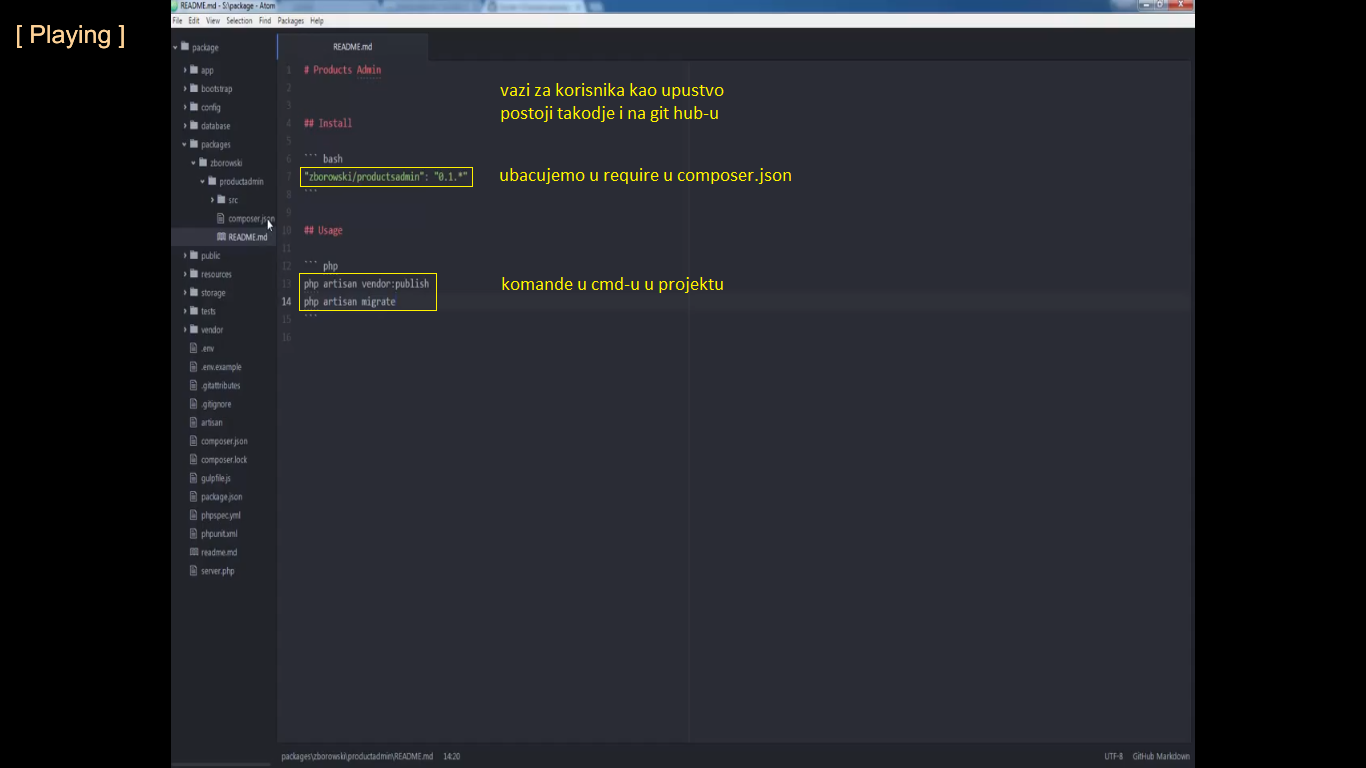 README.md - S:\package - Atom
File Edit View Selection Find Packages Help
[ Playing ]
package
app
bootstrap
config
database
packages
zborowski
productadmin
src
composer.json
README.md
public
resources
storage
tests
vendor
.env
.env.example
.gitattributes
.gitignore
artisan
composer.json
composer.lock
gulpfile.js
package.json
phpspec.yml
phpunit.xml
readme.md
server.php
README.md
1 # Products Admin
2
3
4 ## Install
5
6 ``` bash
7 "zborowski/productsadmin": "0.1.*"
8 ```
9
10 ## Usage
11
12 ``` php
13 php artisan vendor:publish
14 php artisan migrate
15 ```
16
vazi za korisnika kao upustvo
postoji takodje i na git hub-u
ubacujemo u require u composer.json
komande u cmd-u u projektu
packages\zborowski\productadmin\README.md 14:20
UTF-8 GitHub Markdown